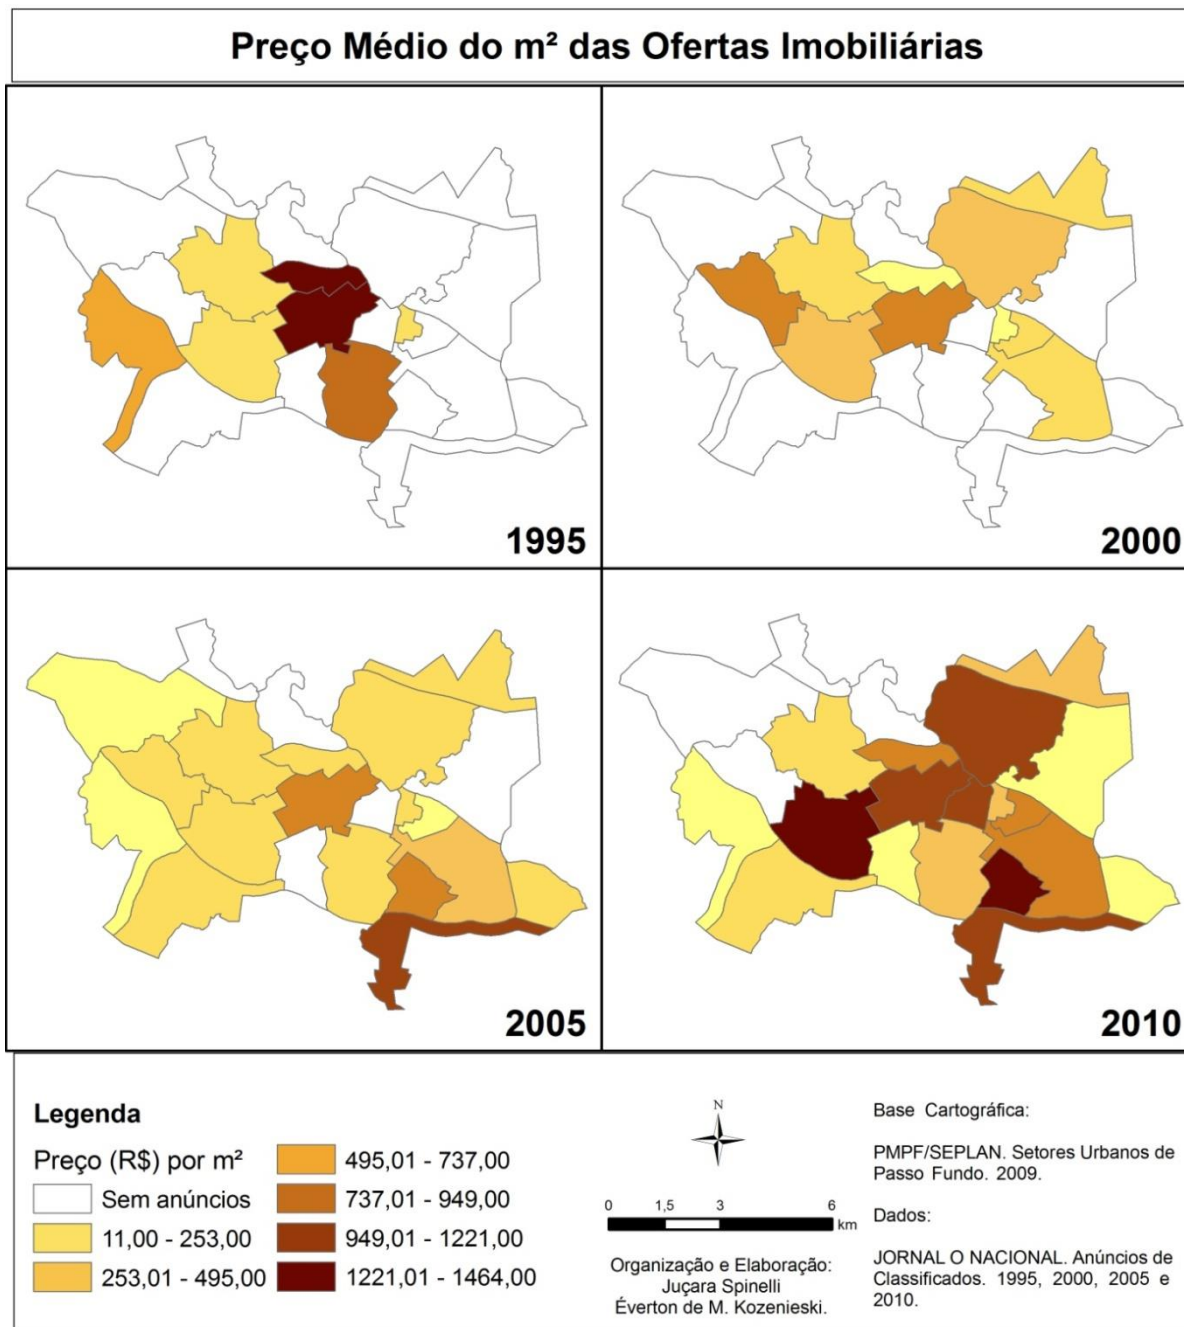 Preço Médio do m² das Ofertas Imobiliárias
1995
2000
2005
2010
Legenda
Preço (R$) por m²
Sem anúncios
11,00 - 253,00
253,01 - 495,00
495,01 - 737,00
737,01 - 949,00
949,01 - 1221,00
1221,01 - 1464,00
N
0 1,5 3 6
km
Organização e Elaboração:
Juçara Spinelli
Éverton de M. Kozenieski.
Base Cartográfica:
PMPF/SEPLAN. Setores Urbanos de
Passo Fundo. 2009.
Dados:
JORNAL O NACIONAL. Anúncios de
Classificados. 1995, 2000, 2005 e
2010.